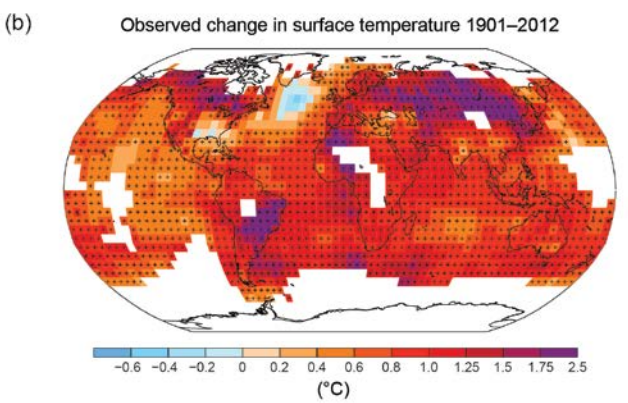 (b)
Observed change in surface temperature 1901–2012
−0.6 −0.4 −0.2 0 0.2 0.4 0.6 0.8 1.0 1.25 1.5 1.75 2.5
(°C)